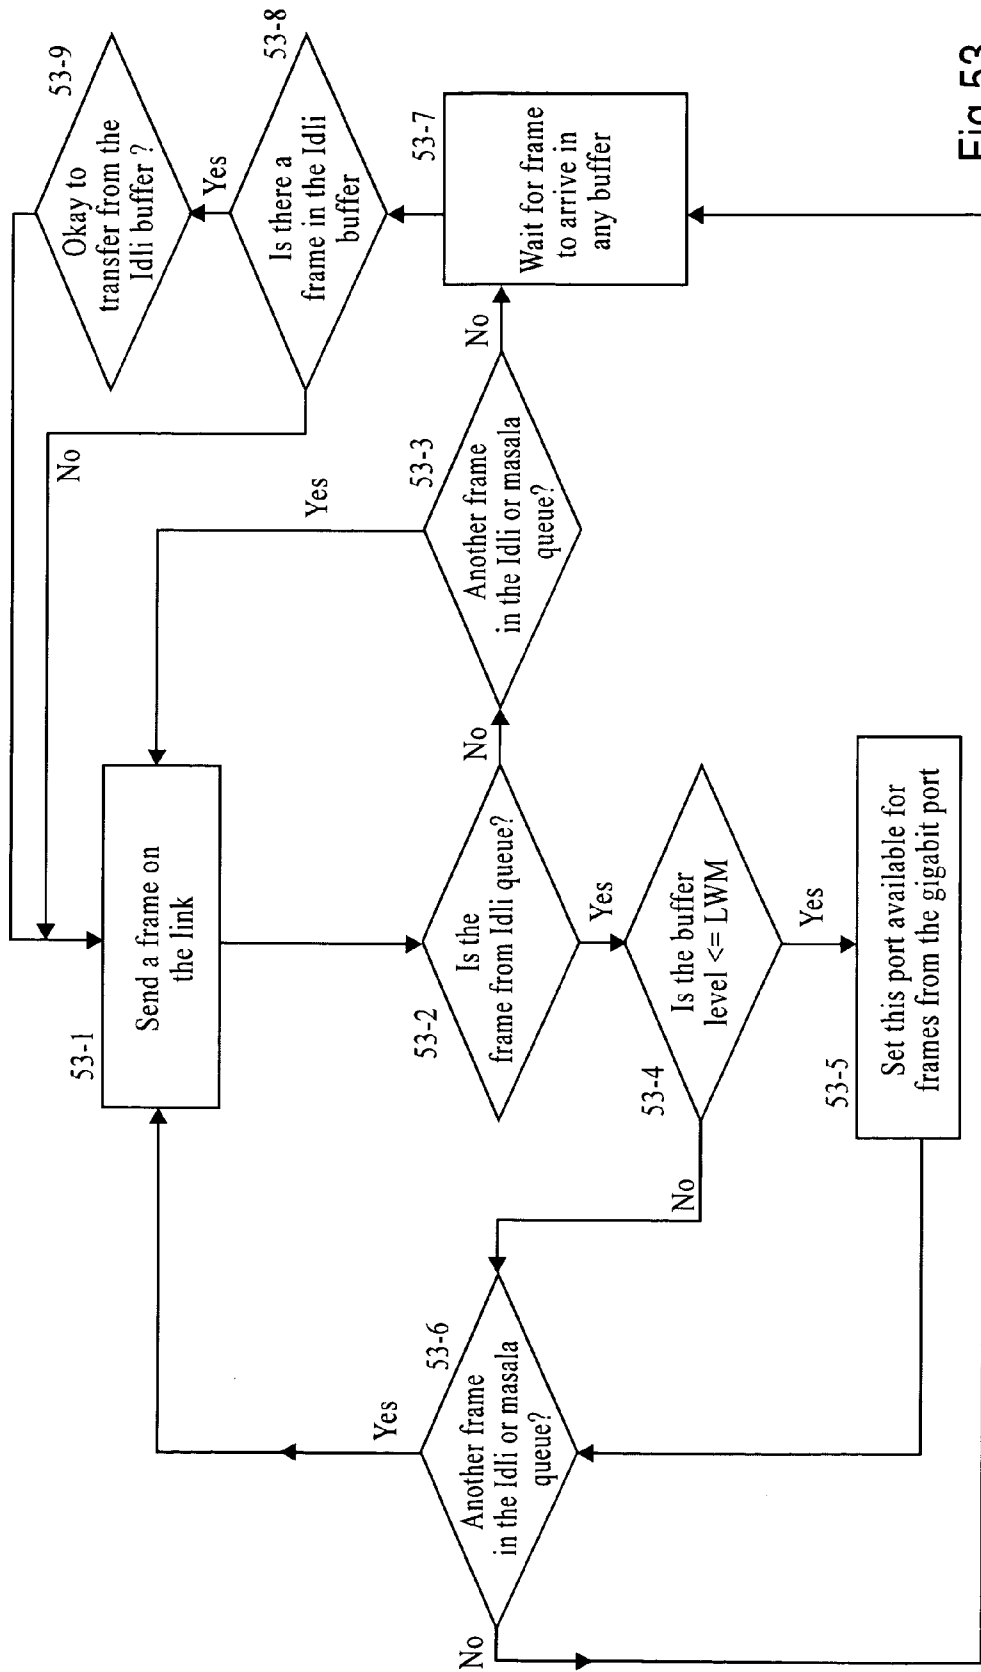 53-1
Send a frame on
the link
53-2
Is the
frame from Idli queue?
No
Yes
53-3
Another frame
in the Idli or masala
queue?
Yes
No
53-4
Is the buffer
level <= LWM
No
Yes
53-5
Set this port available for
frames from the gigabit port
53-6
Another frame
in the Idli or masala
queue?
Yes
No
53-7
Wait for frame
to arrive in
any buffer
53-8
Is there a
frame in the Idli
buffer
No
Yes
53-9
Okay to
transfer from the
Idli buffer ?
Fig 53